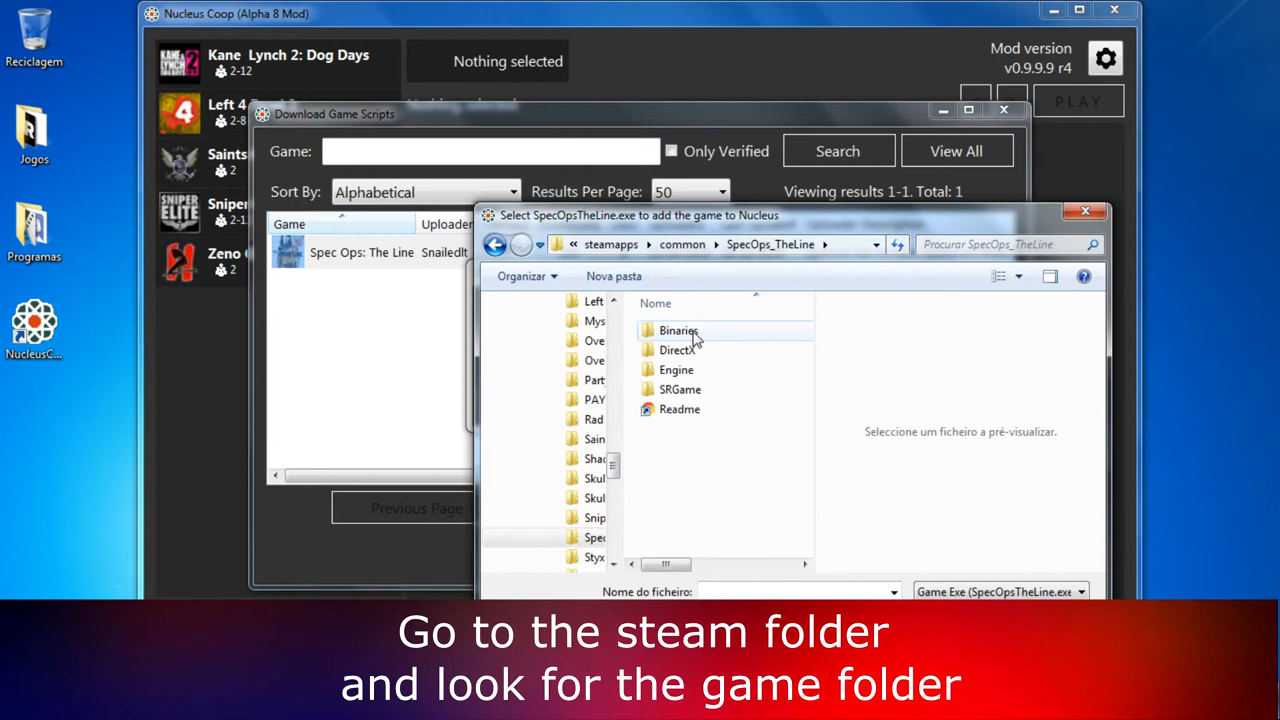 Nucleus Coop (Alpha 8 Mod)
Reciclagem
Jogos
Programas
NucleusC...
Kane Lynch 2: Dog Days
2-12
Left 4
2-8
Saints
Sniper
Zeno
2
Nothing selected
Mod version
v0.9.9.9 r4
PLAY
Download Game Scripts
Game:
Only Verified
Search
View All
Sort By:
Alphabetical
Results Per Page:
50
Viewing results 1-1. Total: 1
Game
Uploader
Spec Ops: The Line
SnailedIt
Previous Page
Select SpecOpsTheLine.exe to add the game to Nucleus
« steamapps
common
SpecOps_TheLine
Procurar SpecOps_TheLine
Organizar
Nova pasta
Left
Mys
Ove
Ove
Party
PAY
Rad
Sain
Shac
Skul
Skul
Snip
Spec
Styx
Nome
Binaries
DirectX
Engine
SRGame
Readme
Seleccione um ficheiro a pré-visualizar.
Nome do ficheiro:
Game Exe (SpecOpsTheLine.exe
Go to the steam folder
and look for the game folder